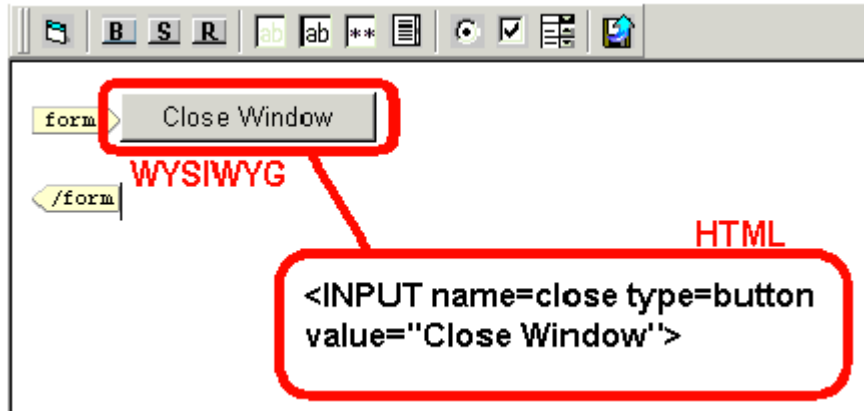 B S R ab ab **
form Close Window
WYSIWYG
/form
HTML
<INPUT name=close type=button
value="Close Window">